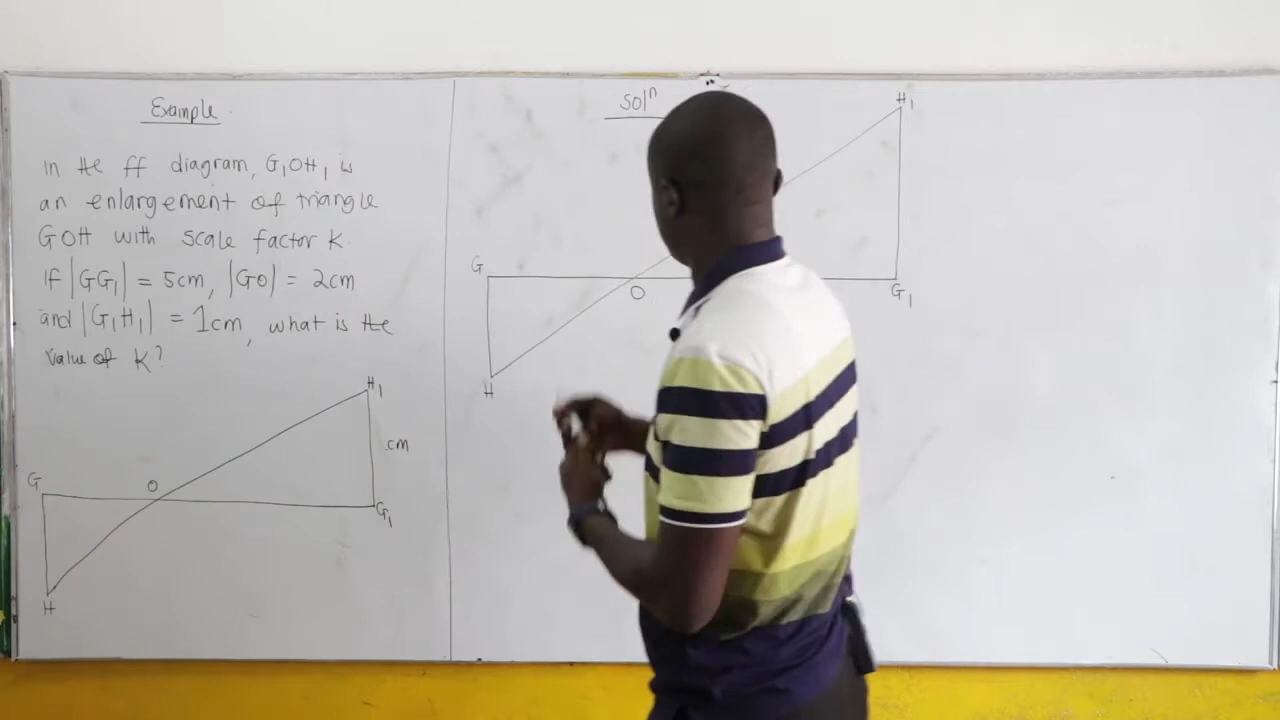 Example
In the ff diagram, G₁OH₁ is
an enlargement of triangle
GOH with scale factor K.
If |GG₁| = 5cm, |GO| = 2cm
and |G₁H₁| = 1cm, what is the
value of K?
H₁
cm
G
O
G₁
H
Solⁿ
H₁
G
O
G₁
H